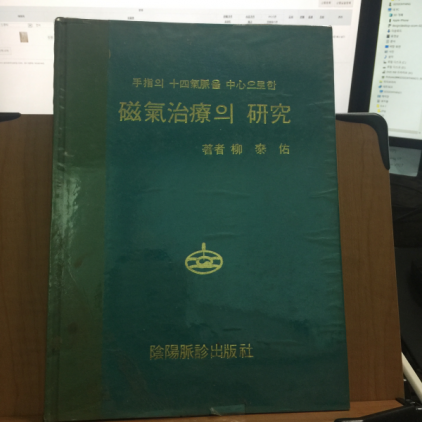 手指의 十四氣脈을 中心으로한
磁氣治療의 研究
著者 柳 泰 佑
陰陽脈診出版社